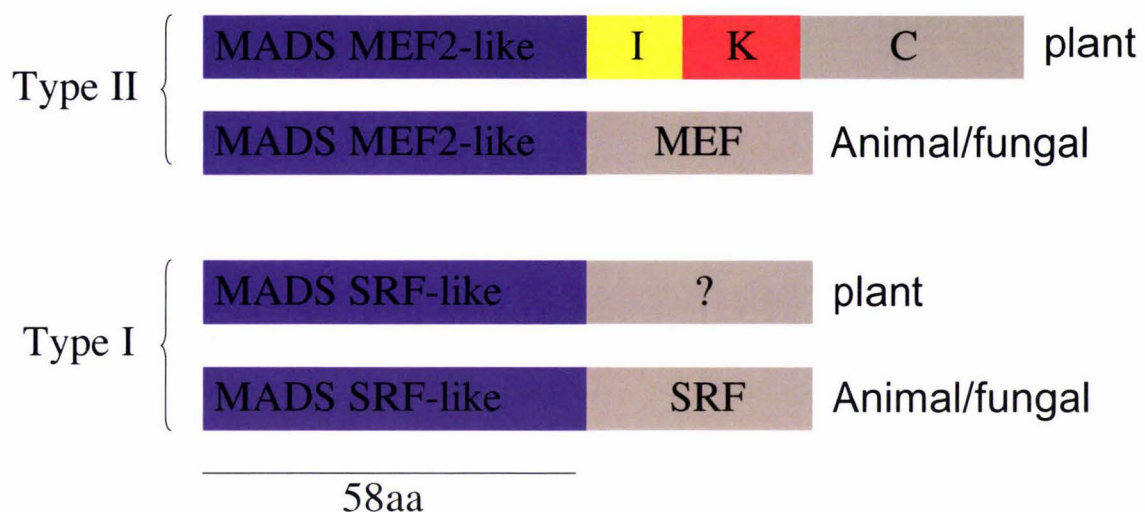 MADS MEF2-like I K C plant
Type II
MADS MEF2-like MEF Animal/fungal
MADS SRF-like ? plant
Type I
MADS SRF-like SRF Animal/fungal
58aa